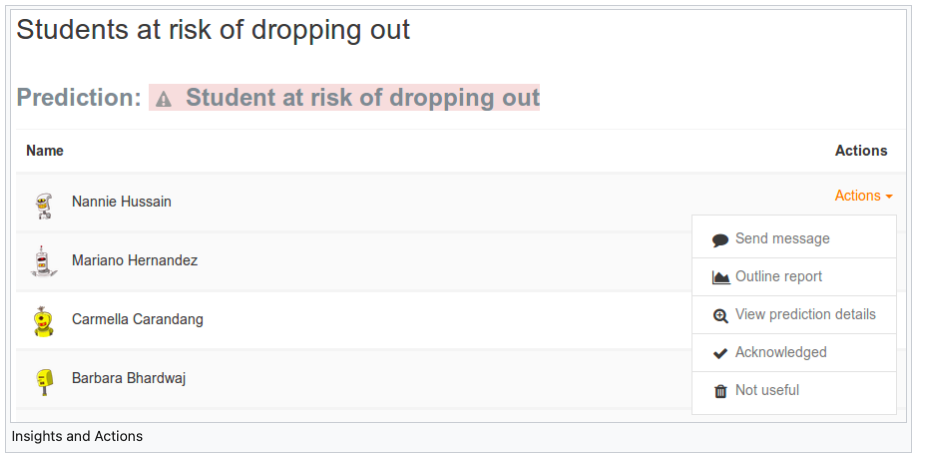 Students at risk of dropping out
Prediction: Student at risk of dropping out
Name Actions
Nannie Hussain Actions
Send message
Mariano Hernandez
Outline report
View prediction details
Carmella Carandang
Acknowledged
Barbara Bhardwaj
Not useful
Insights and Actions